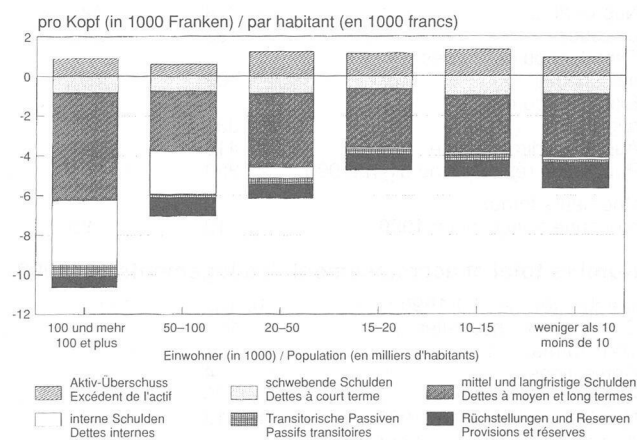 pro Kopf (in 1000 Franken) / par habitant (en 1000 francs)
2
0
-2
-4
-6
-8
-10
-12
100 und mehr
100 et plus
50–100
20–50
15–20
10–15
weniger als 10
moins de 10
Einwohner (in 1000) / Population (en milliers d'habitants)
Aktiv-Überschuss
Excédent de l'actif
schwebende Schulden
Dettes à court terme
mittel und langfristige Schulden
Dettes à moyen et long termes
interne Schulden
Dettes internes
Transitorische Passiven
Passifs transitoires
Rüchstellungen und Reserven
Provisions et réserves